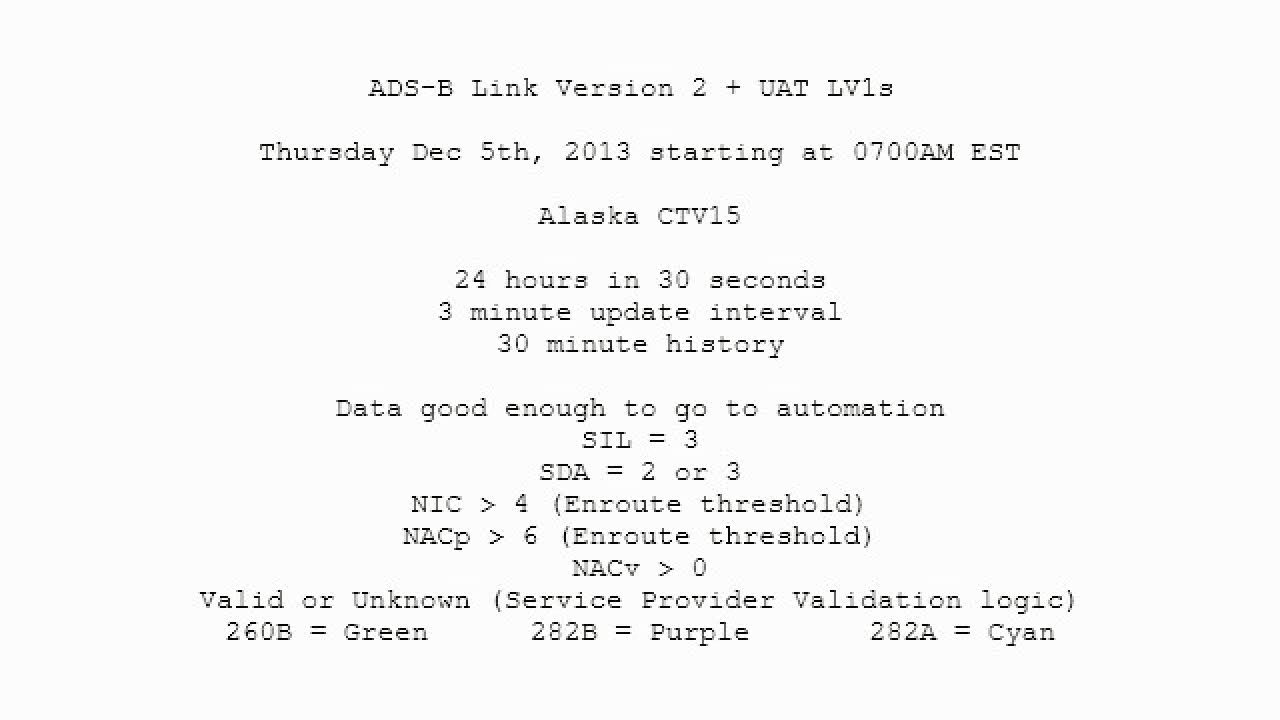 ADS-B Link Version 2 + UAT LV1s
Thursday Dec 5th, 2013 starting at 0700AM EST
Alaska CTV15
24 hours in 30 seconds
3 minute update interval
30 minute history
Data good enough to go to automation
SIL = 3
SDA = 2 or 3
NIC > 4 (Enroute threshold)
NACp > 6 (Enroute threshold)
NACv > 0
Valid or Unknown (Service Provider Validation logic)
260B = Green 282B = Purple 282A = Cyan